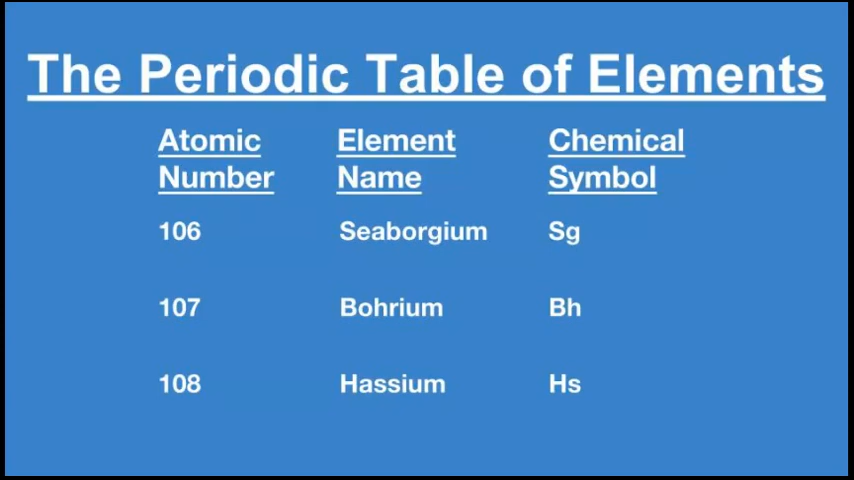 The Periodic Table of Elements
Atomic Number Element Name Chemical Symbol
106 Seaborgium Sg
107 Bohrium Bh
108 Hassium Hs